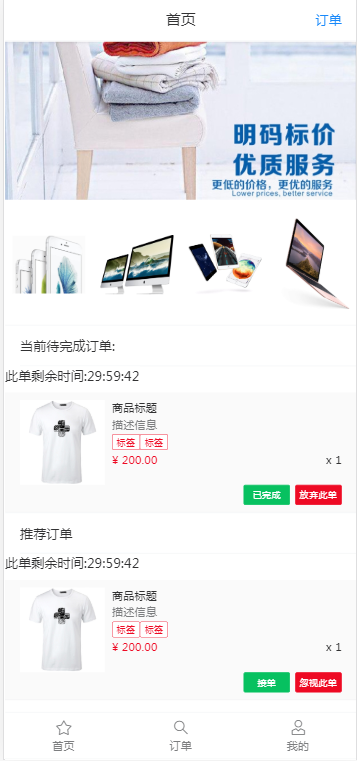 首页
订单
明码标价
优质服务
更低的价格，更优的服务
Lower prices, better service
当前待完成订单:
此单剩余时间:29:59:42
商品标题
描述信息
标签 标签
¥ 200.00 x 1
已完成 放弃此单
推荐订单
此单剩余时间:29:59:42
商品标题
描述信息
标签 标签
¥ 200.00 x 1
接单 忽视此单
首页 订单 我的